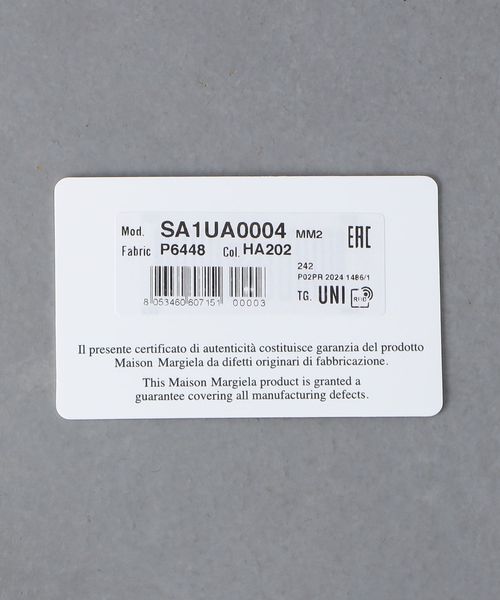 Mod. SA1UA0004 MM2 EAC
Fabric P6448 Col. HA202
242
P02PR 2024 1486/1
TG. UNI RFID
8 053460 607151 00003
Il presente certificato di autenticità costituisce garanzia del prodotto
Maison Margiela da difetti originari di fabbricazione.
This Maison Margiela product is granted a
guarantee covering all manufacturing defects.